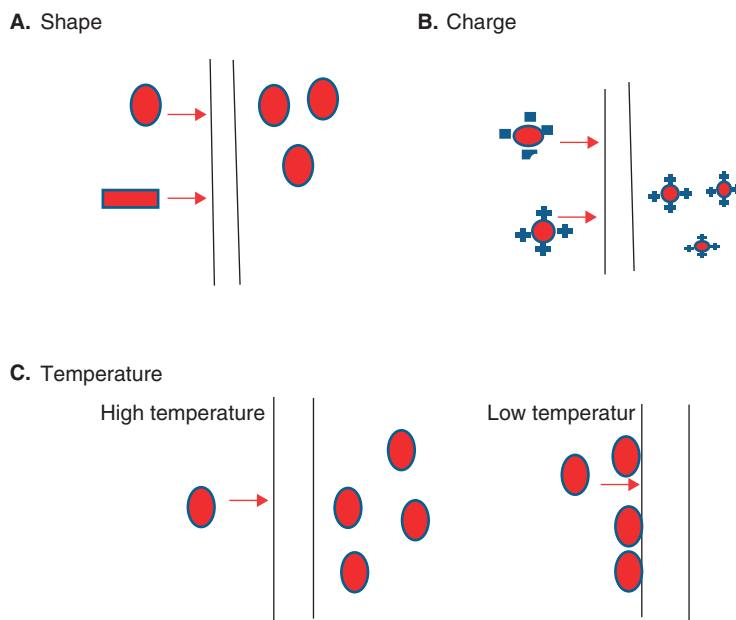 A. Shape
B. Charge
C. Temperature
High temperature
Low temperatur